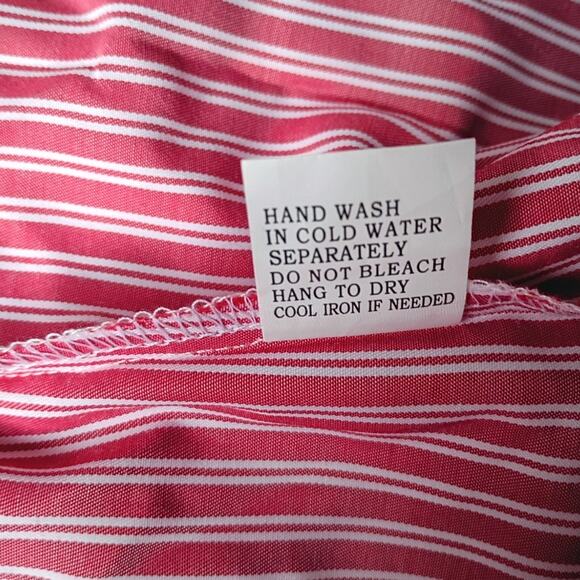 HAND WASH
IN COLD WATER
SEPARATELY
DO NOT BLEACH
HANG TO DRY
COOL IRON IF NEEDED